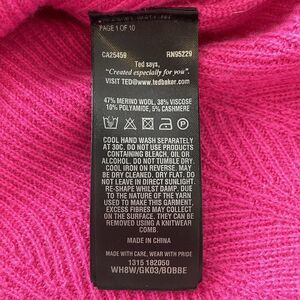 PAGE 1 OF 10
CA25459 RN95229
Ted says,
"Created especially for you".
VISIT TED@www.tedbaker.com
47% MERINO WOOL, 38% VISCOSE
10% POLYAMIDE, 5% CASHMERE
COOL HAND WASH SEPARATELY
AT 30C. DO NOT USE PRODUCTS
CONTAINING BLEACH, OIL OR
ALCOHOL. DO NOT TUMBLE DRY.
COOL IRON ON REVERSE. MAY
BE DRY CLEANED. DRY FLAT. DO
NOT LEAVE IN DIRECT SUNLIGHT
RE-SHAPE WHILST DAMP. DUE
TO THE NATURE OF THE YARN
USED TO MAKE THIS GARMENT,
EXCESS FIBRES MAY COLLECT
ON THE SURFACE. THEY CAN BE
REMOVED USING A KNITWEAR
COMB.
MADE IN CHINA
MADE WITH CARE, WEAR WITH PRIDE
1315 182050
WH8W/GK03/BOBBE